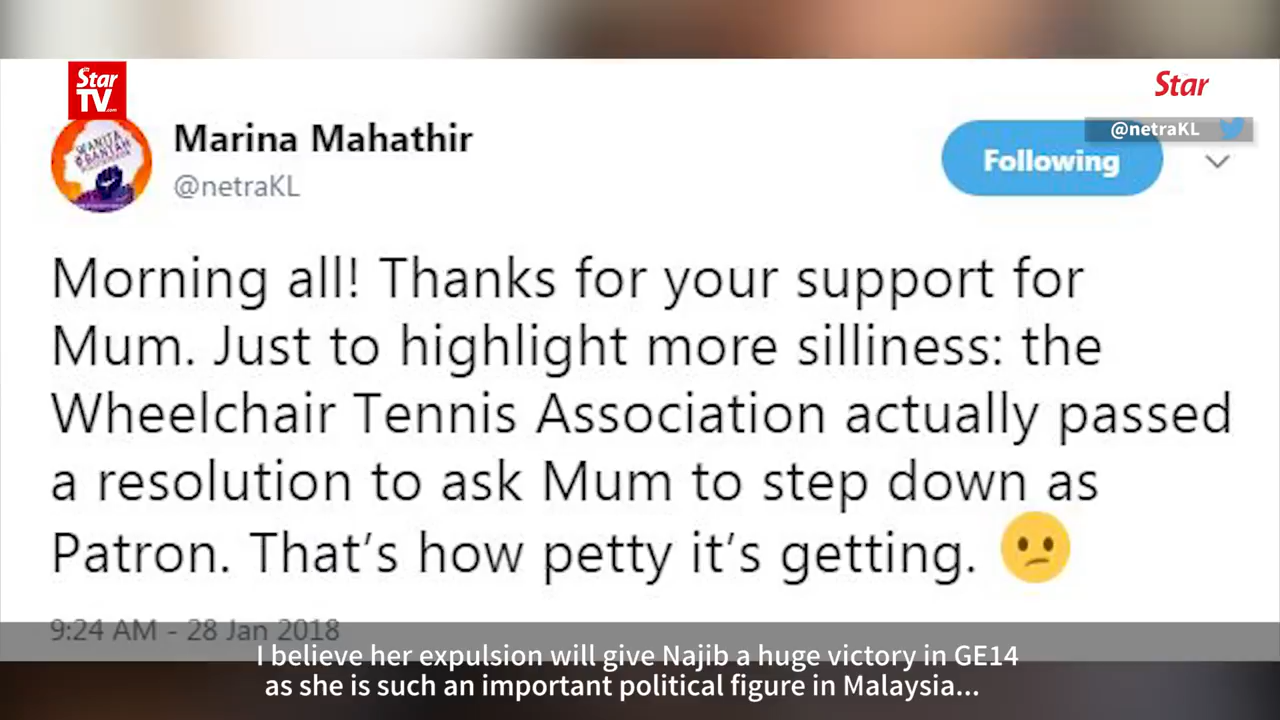 Star
TV.com
Star
@netraKL
WANITA
#BANTAH
Marina Mahathir
@netraKL
Following
Morning all! Thanks for your support for
Mum. Just to highlight more silliness: the
Wheelchair Tennis Association actually passed
a resolution to ask Mum to step down as
Patron. That's how petty it's getting. 😕
9:24 AM - 28 Jan 2018
I believe her expulsion will give Najib a huge victory in GE14
as she is such an important political figure in Malaysia...